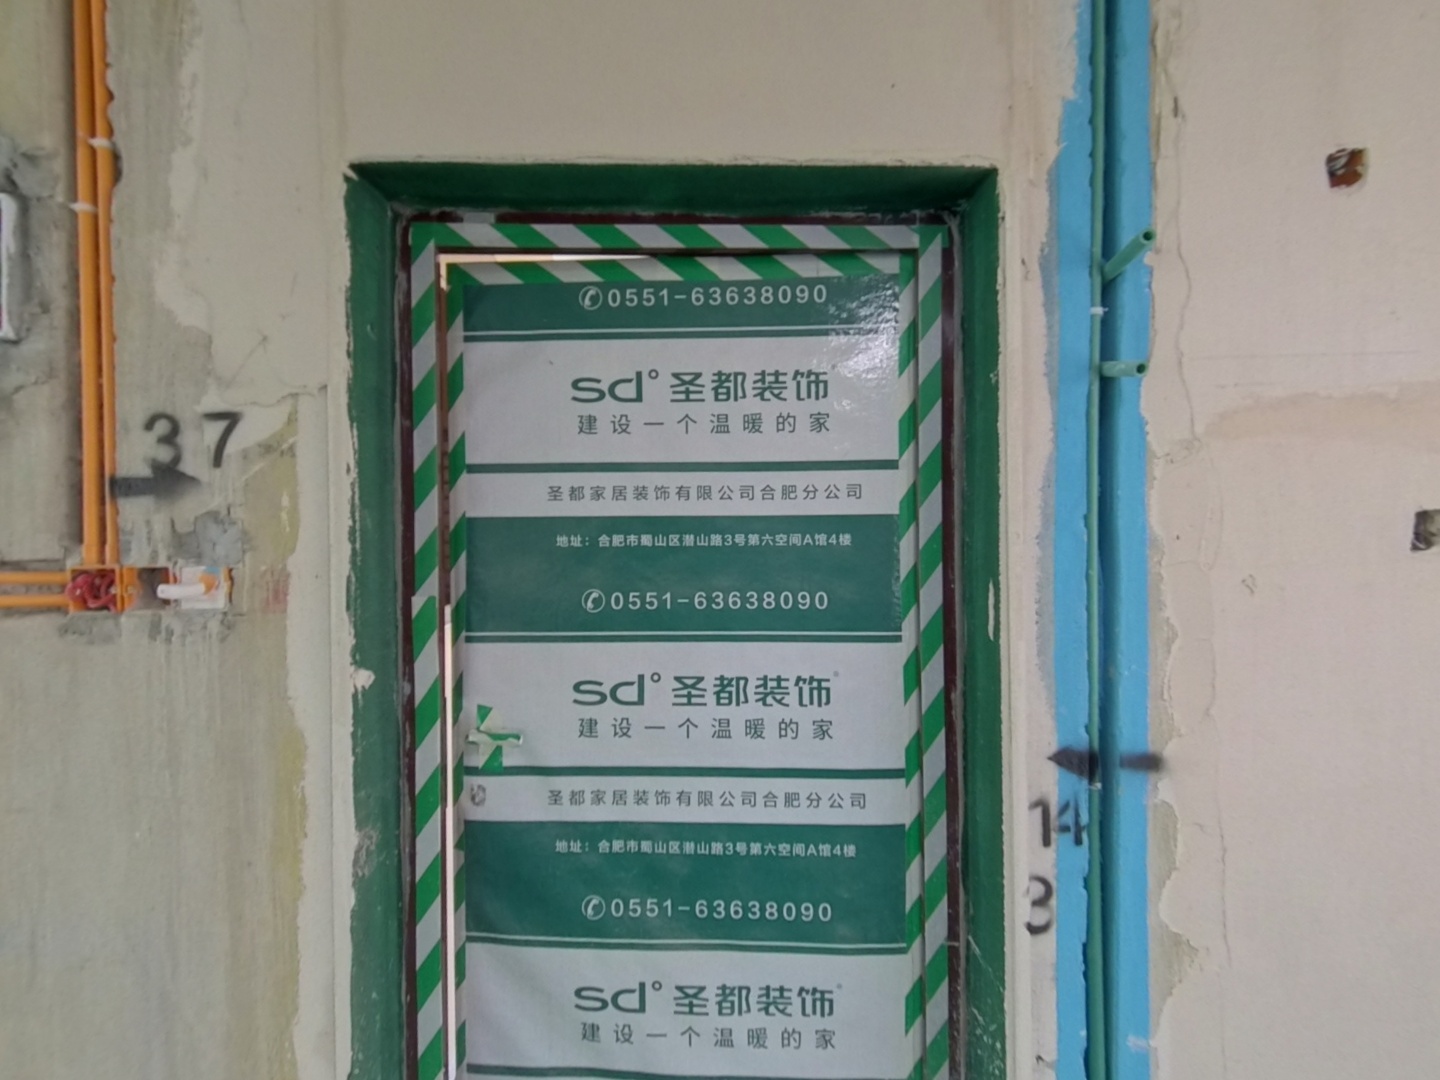 ✆0551-63638090
sd°圣都装饰
建设一个温暖的家
圣都家居装饰有限公司合肥分公司
地址：合肥市蜀山区潜山路3号第六空间A馆4楼
✆0551-63638090
sd°圣都装饰
建设一个温暖的家
圣都家居装饰有限公司合肥分公司
地址：合肥市蜀山区潜山路3号第六空间A馆4楼
✆0551-63638090
sd°圣都装饰
建设一个温暖的家
37
14
3